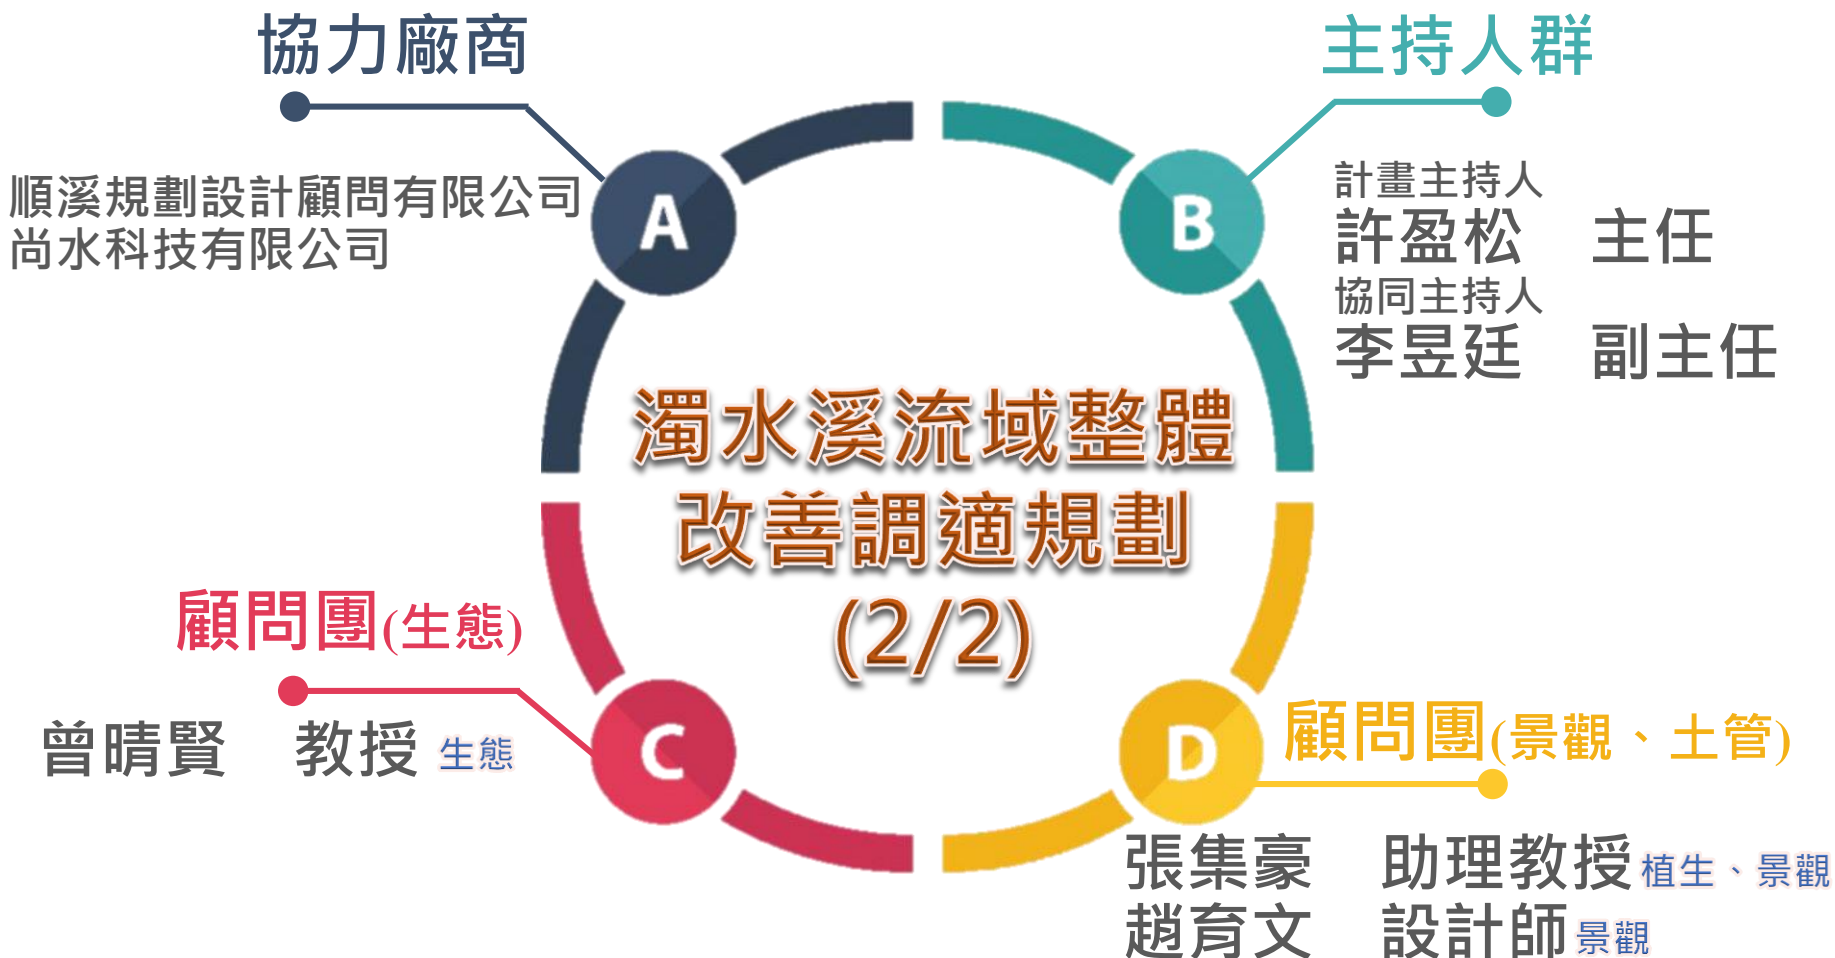 協力廠商
順溪規劃設計顧問有限公司
尚水科技有限公司
A
主持人群
計畫主持人
許盈松　主任
協同主持人
李昱廷　副主任
B
濁水溪流域整體
改善調適規劃
(2/2)
顧問團(生態)
曾晴賢　教授 生態
C
D
顧問團(景觀、土管)
張集豪　助理教授 植生、景觀
趙育文　設計師 景觀